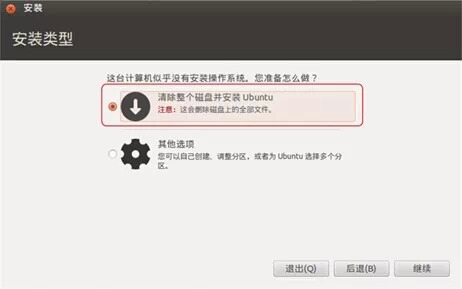 安装
安装类型
这台计算机似乎没有安装操作系统。您准备怎么做？
清除整个磁盘并安装 Ubuntu
注意：这会删除磁盘上的全部文件。
其他选项
您可以自己创建、调整分区，或者为 Ubuntu 选择多个分
区。
退出(Q)
后退(B)
继续